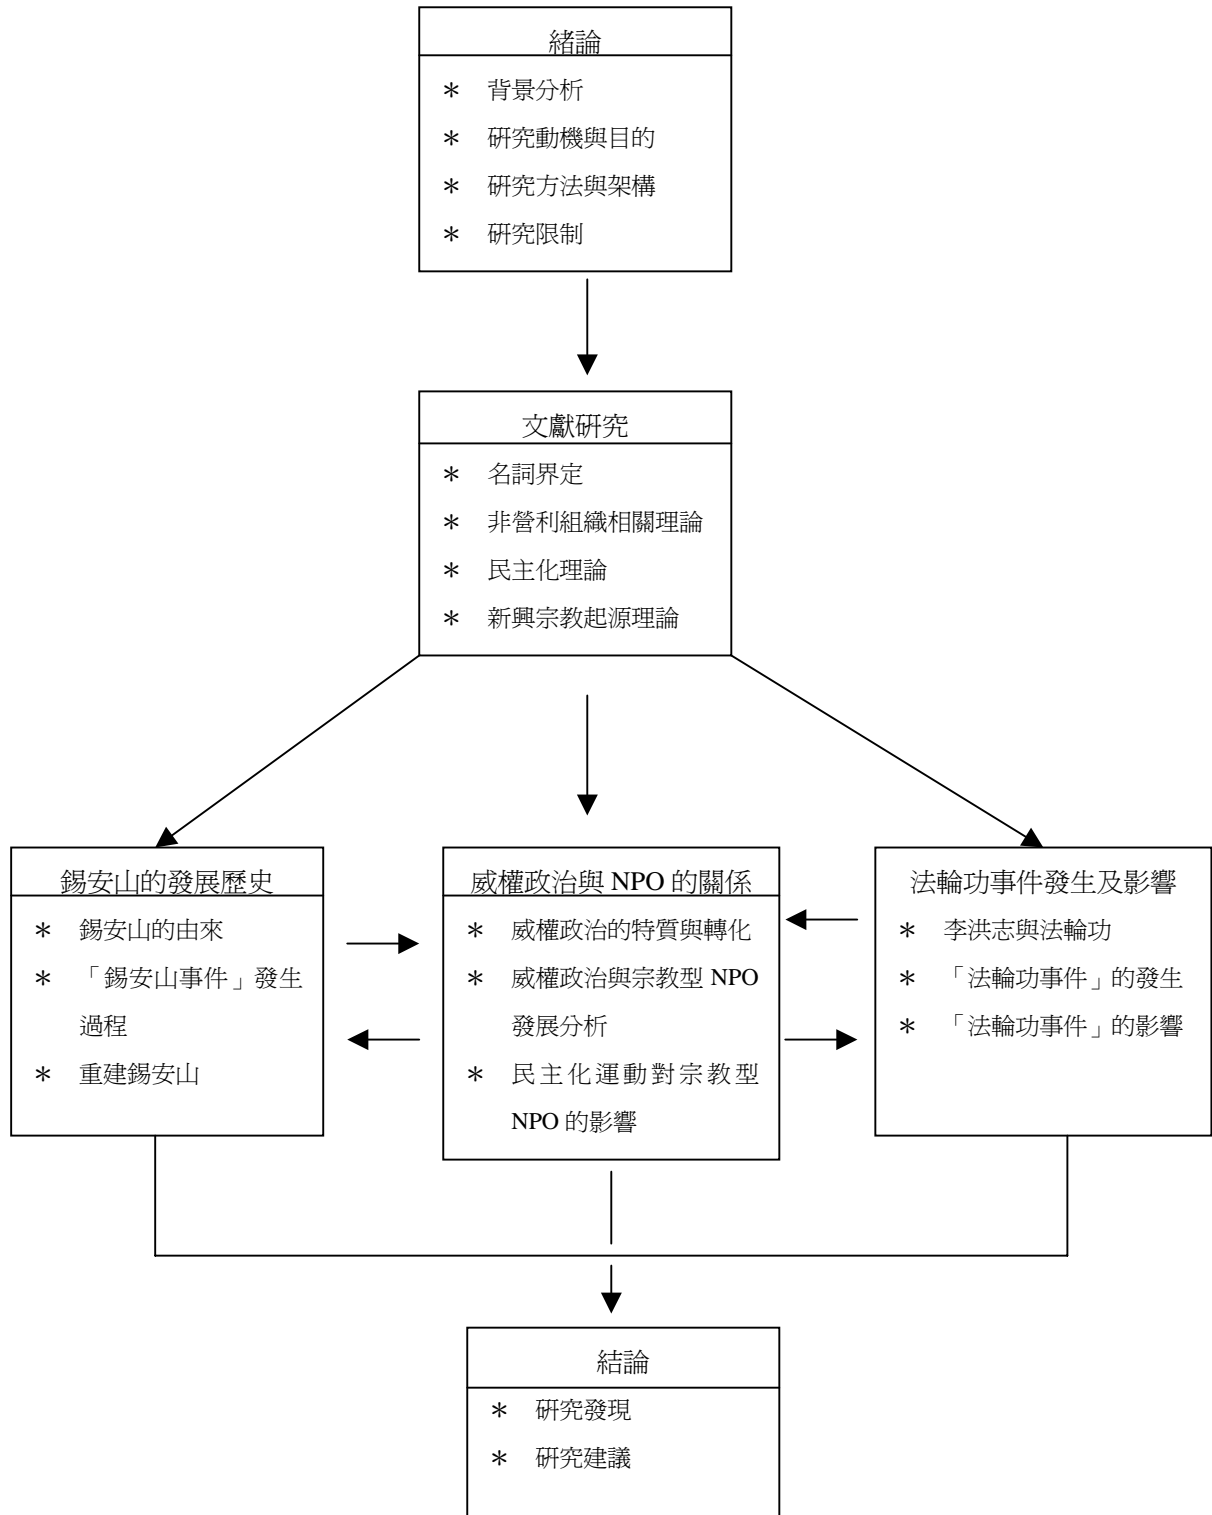 緒論
* 背景分析
* 研究動機與目的
* 研究方法與架構
* 研究限制
文獻研究
* 名詞界定
* 非營利組織相關理論
* 民主化理論
* 新興宗教起源理論
錫安山的發展歷史
* 錫安山的由來
* 「錫安山事件」發生
過程
* 重建錫安山
威權政治與 NPO 的關係
* 威權政治的特質與轉化
* 威權政治與宗教型 NPO
發展分析
* 民主化運動對宗教型
NPO 的影響
法輪功事件發生及影響
* 李洪志與法輪功
* 「法輪功事件」的發生
* 「法輪功事件」的影響
結論
* 研究發現
* 研究建議